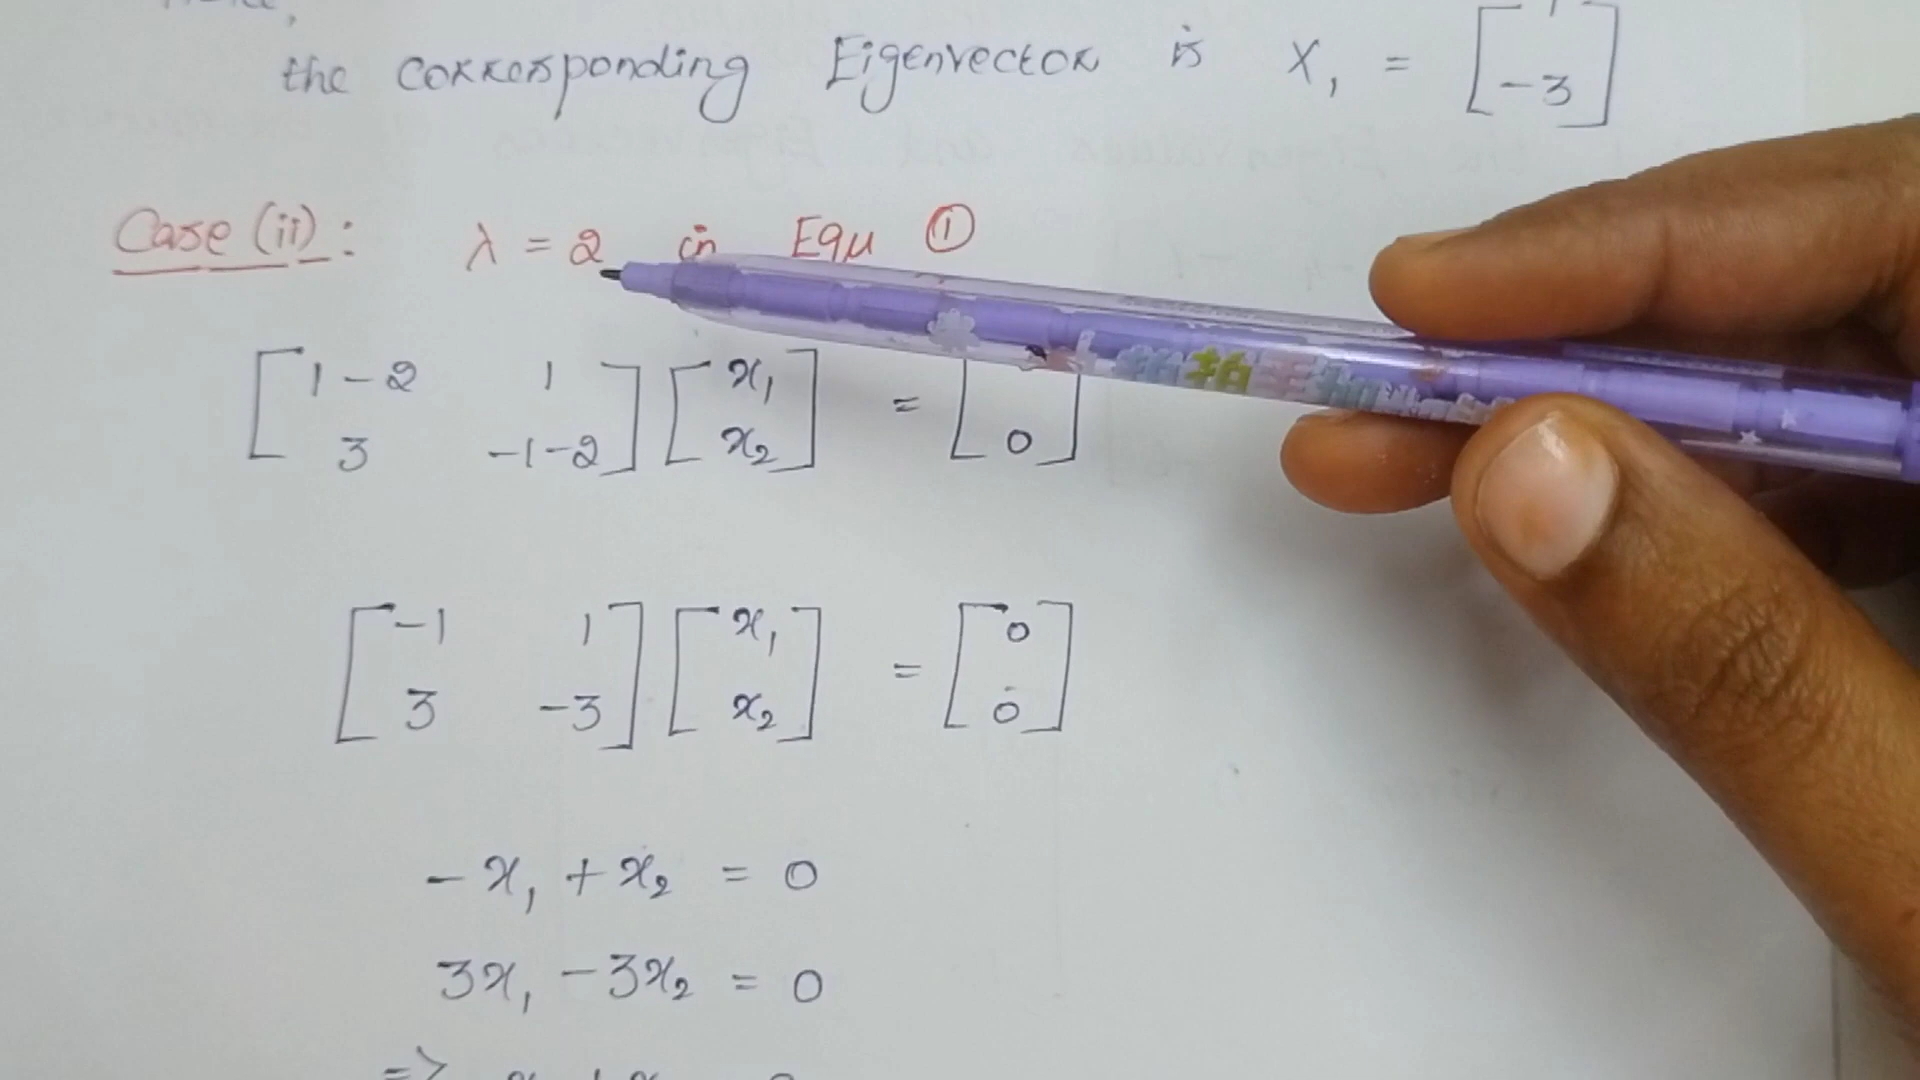 the corresponding Eigenvector is X₁ = [1
-3]
Case (ii): λ = 2 in Equ ①
[1-2 1] [x₁] = [
[3 -1-2] [x₂] [0]
[-1 1] [x₁] = [0]
[3 -3] [x₂] [0]
-x₁ + x₂ = 0
3x₁ - 3x₂ = 0
=>